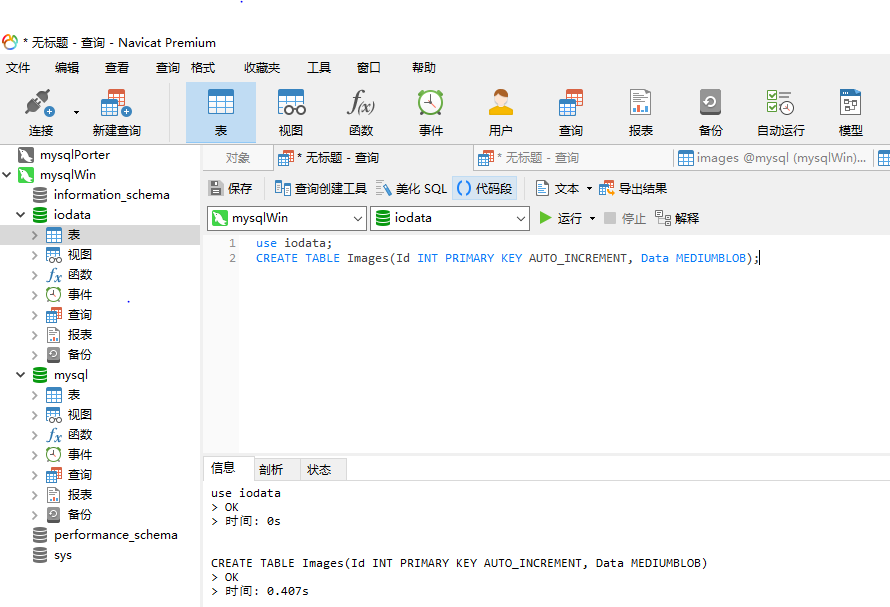 * 无标题 - 查询 - Navicat Premium
文件 编辑 查看 查询 格式 收藏夹 工具 窗口 帮助
连接 新建查询 表 视图 函数 事件 用户 查询 报表 备份 自动运行 模型
mysqlPorter
mysqlWin
information_schema
iodata
表
视图
函数
事件
查询
报表
备份
mysql
表
视图
函数
事件
查询
报表
备份
performance_schema
sys
对象 * 无标题 - 查询 * 无标题 - 查询 images @mysql (mysqlWin)...
保存 查询创建工具 美化 SQL () 代码段 文本 导出结果
mysqlWin iodata 运行 停止 解释
1 use iodata;
2 CREATE TABLE Images(Id INT PRIMARY KEY AUTO_INCREMENT, Data MEDIUMBLOB);
信息 剖析 状态
use iodata
> OK
> 时间: 0s
CREATE TABLE Images(Id INT PRIMARY KEY AUTO_INCREMENT, Data MEDIUMBLOB)
> OK
> 时间: 0.407s